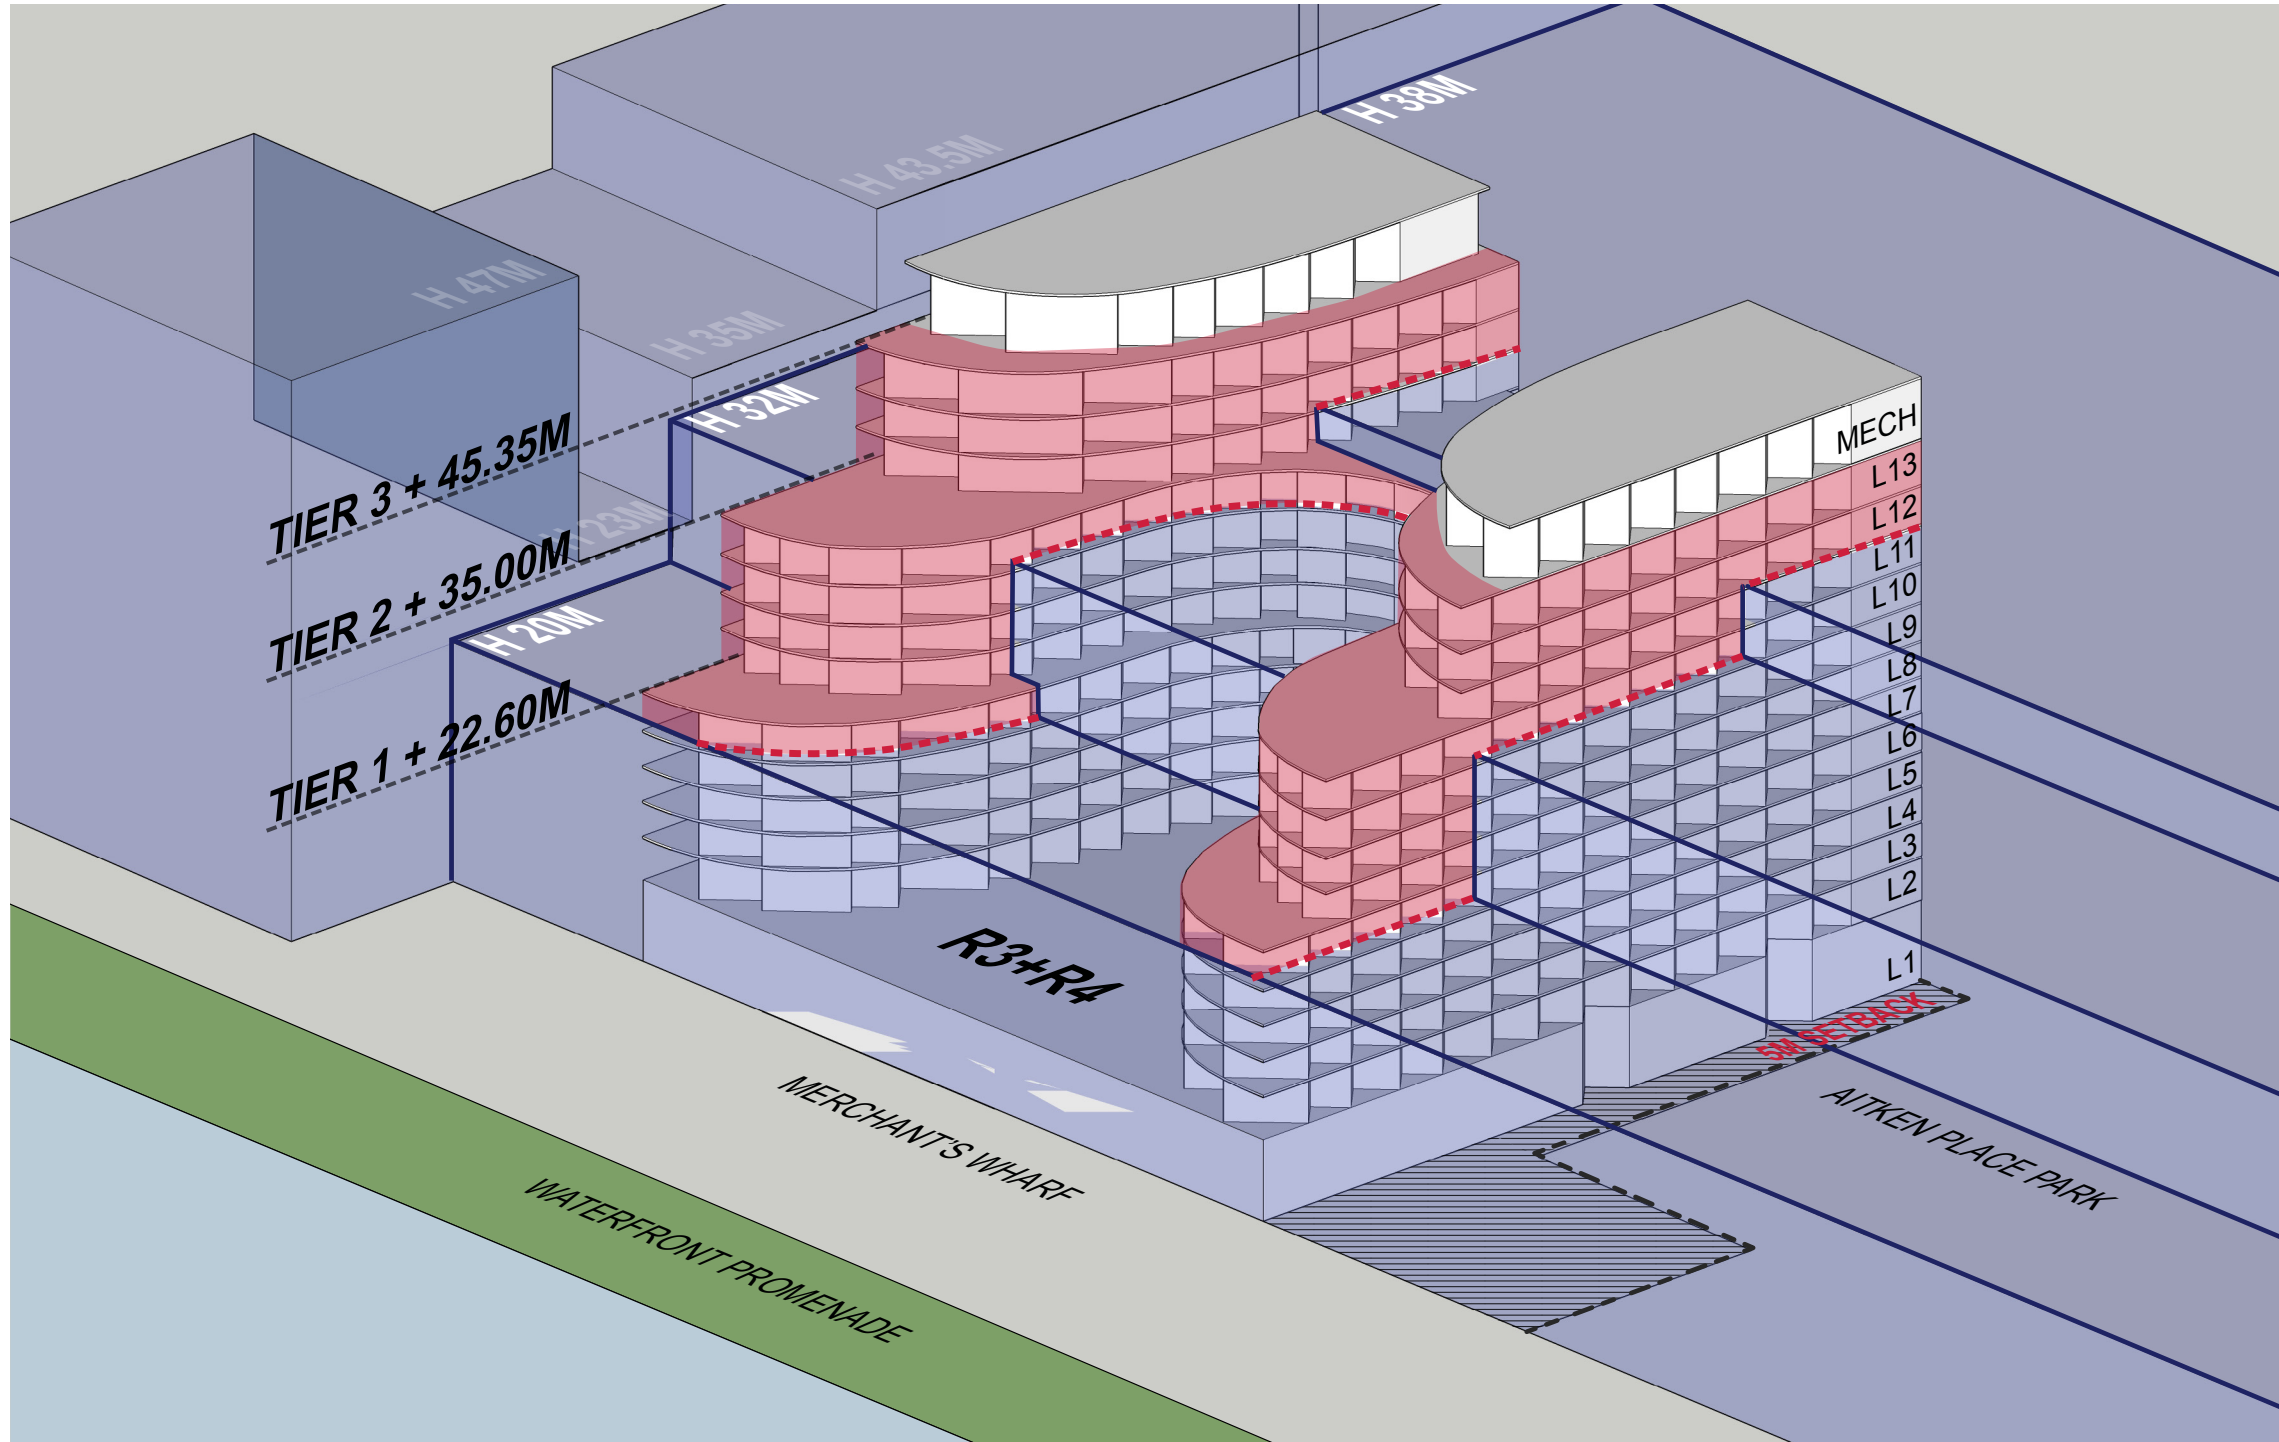 H 38M
H 43.5M
H 47M
H 35M
H 32M
H 23M
H 20M
TIER 3 + 45.35M
TIER 2 + 35.00M
TIER 1 + 22.60M
MECH
L13
L12
L11
L10
L9
L8
L7
L6
L5
L4
L3
L2
L1
R3+R4
5M SETBACK
AITKEN PLACE PARK
MERCHANT'S WHARF
WATERFRONT PROMENADE